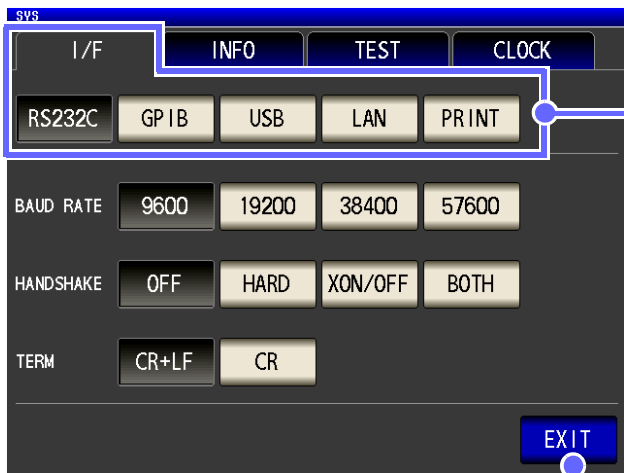 SYS
I/F INFO TEST CLOCK
RS232C GPIB USB LAN PRINT
BAUD RATE 9600 19200 38400 57600
HANDSHAKE OFF HARD XON/OFF BOTH
TERM CR+LF CR
EXIT